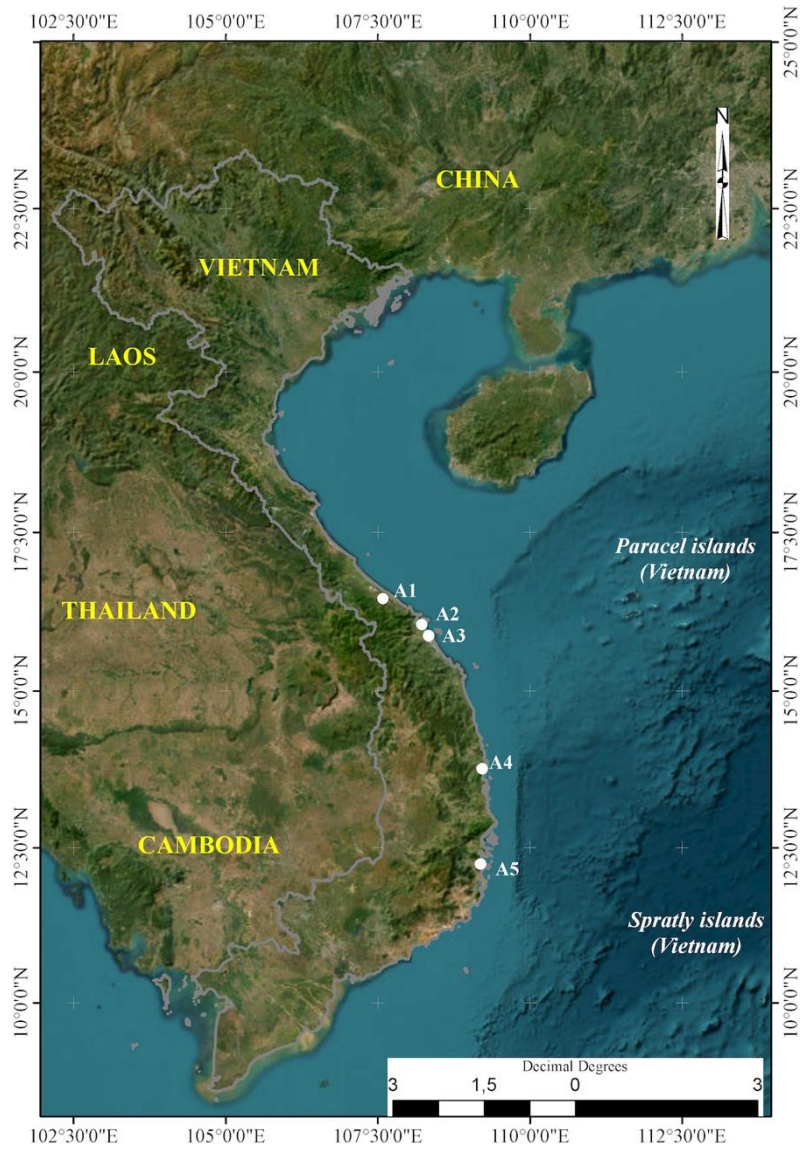 102°30'0"E 105°0'0"E 107°30'0"E 110°0'0"E 112°30'0"E
25°0'0"N
N
CHINA
22°30'0"N 22°30'0"N
VIETNAM
LAOS
20°0'0"N 20°0'0"N
17°30'0"N 17°30'0"N
Paracel islands
(Vietnam)
THAILAND
A1
A2
A3
15°0'0"N 15°0'0"N
A4
CAMBODIA
12°30'0"N 12°30'0"N
A5
Spratly islands
(Vietnam)
10°0'0"N 10°0'0"N
Decimal Degrees
3 1,5 0 3
102°30'0"E 105°0'0"E 107°30'0"E 110°0'0"E 112°30'0"E